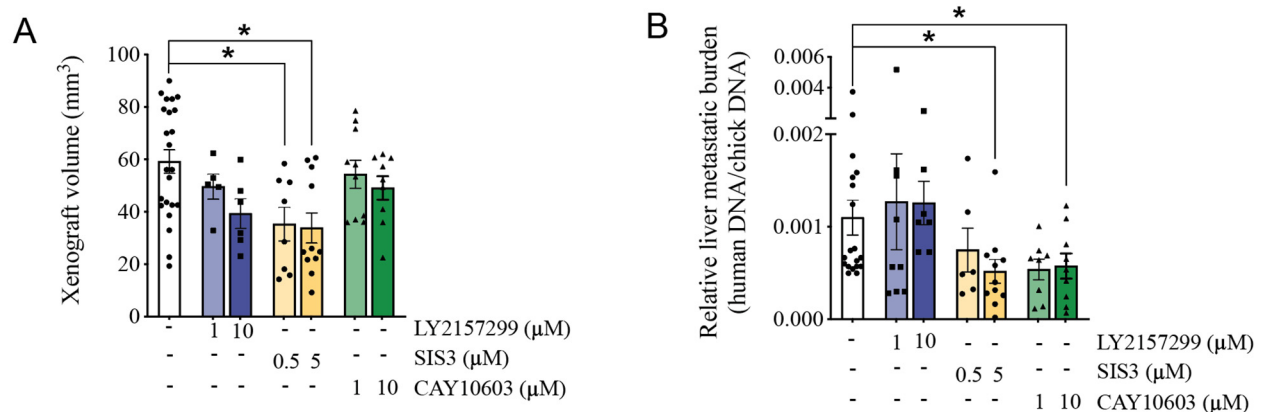 A
Xenograft volume (mm³)
100
80
60
40
20
0
*
*
- 1 10 - - - - LY2157299 (μM)
- - - 0.5 5 - - SIS3 (μM)
- - - - - 1 10 CAY10603 (μM)
B
Relative liver metastatic burden
(human DNA/chick DNA)
0.006
0.004
0.002
0.001
0.000
*
*
- 1 10 - - - - LY2157299 (μM)
- - - 0.5 5 - - SIS3 (μM)
- - - - - 1 10 CAY10603 (μM)